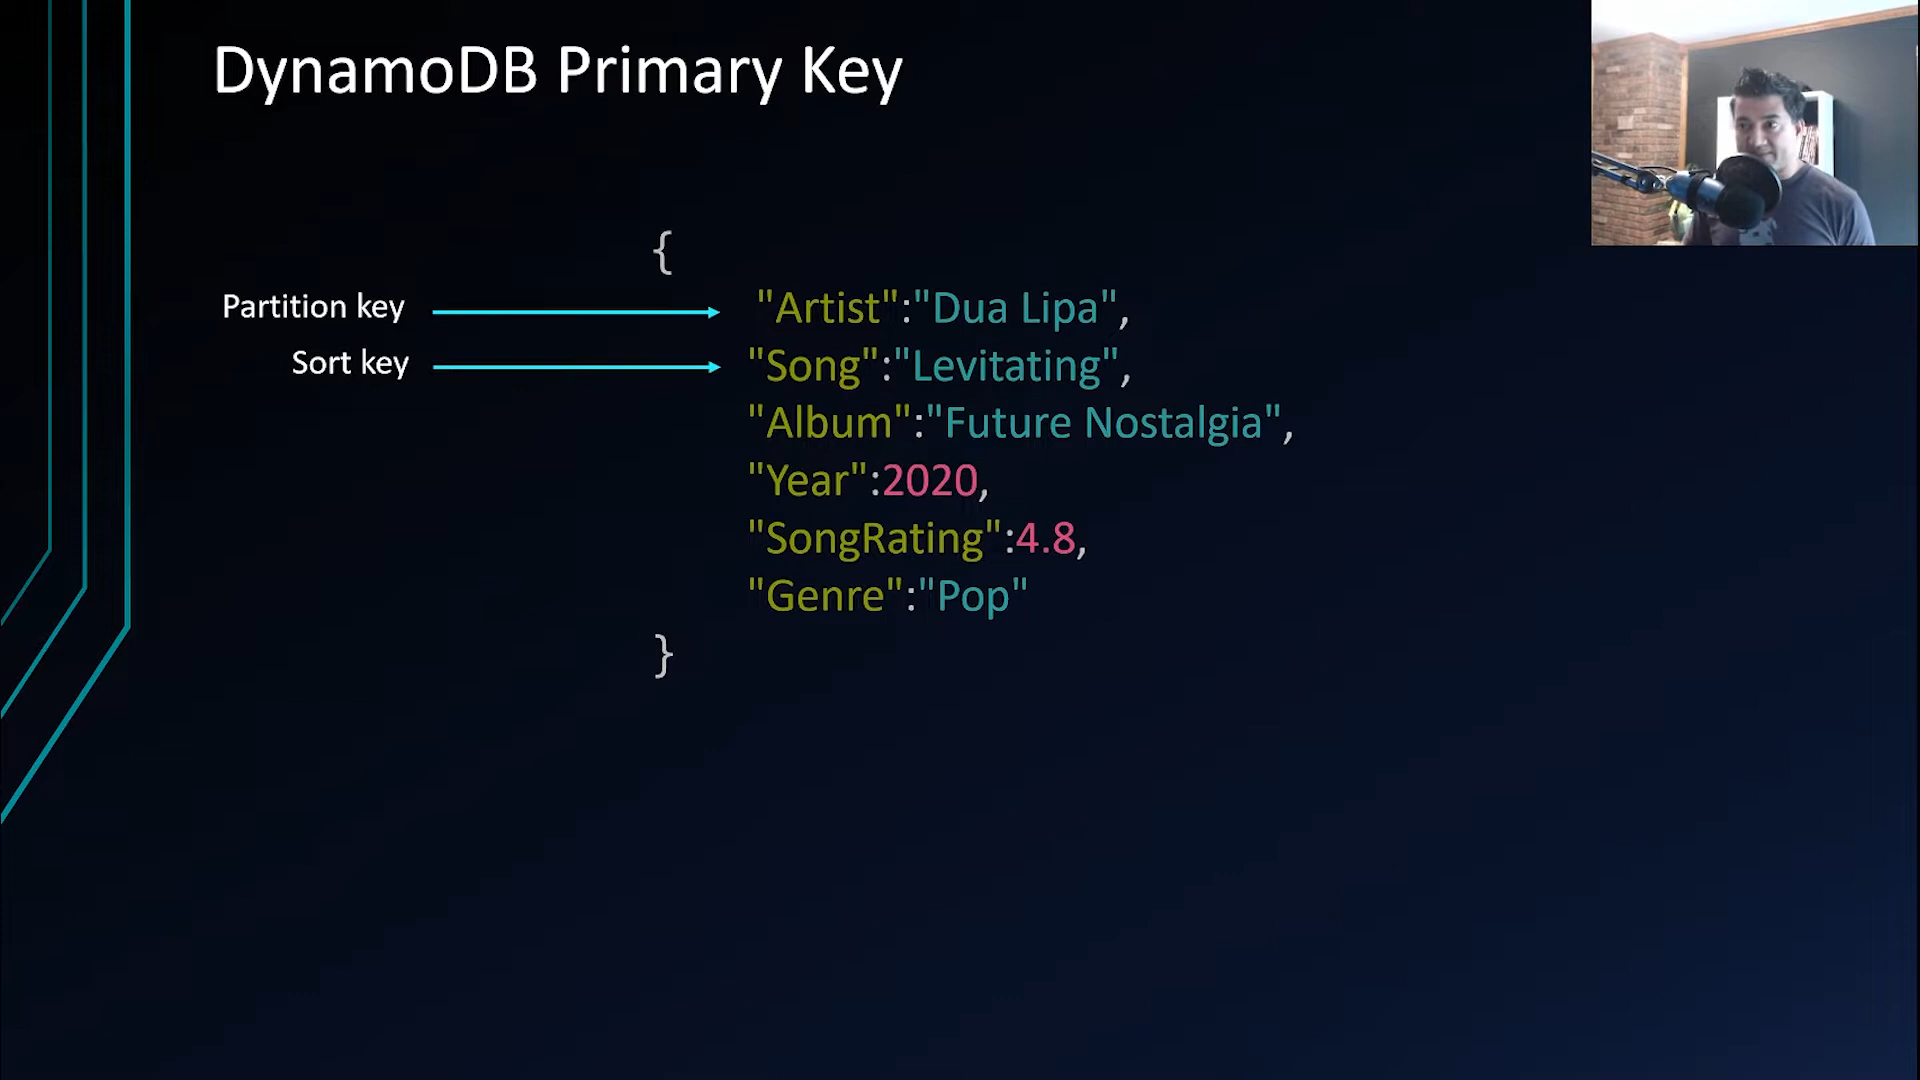 DynamoDB Primary Key
{
Partition key
"Artist":"Dua Lipa",
Sort key
"Song":"Levitating",
"Album":"Future Nostalgia",
"Year":2020,
"SongRating":4.8,
"Genre":"Pop"
}